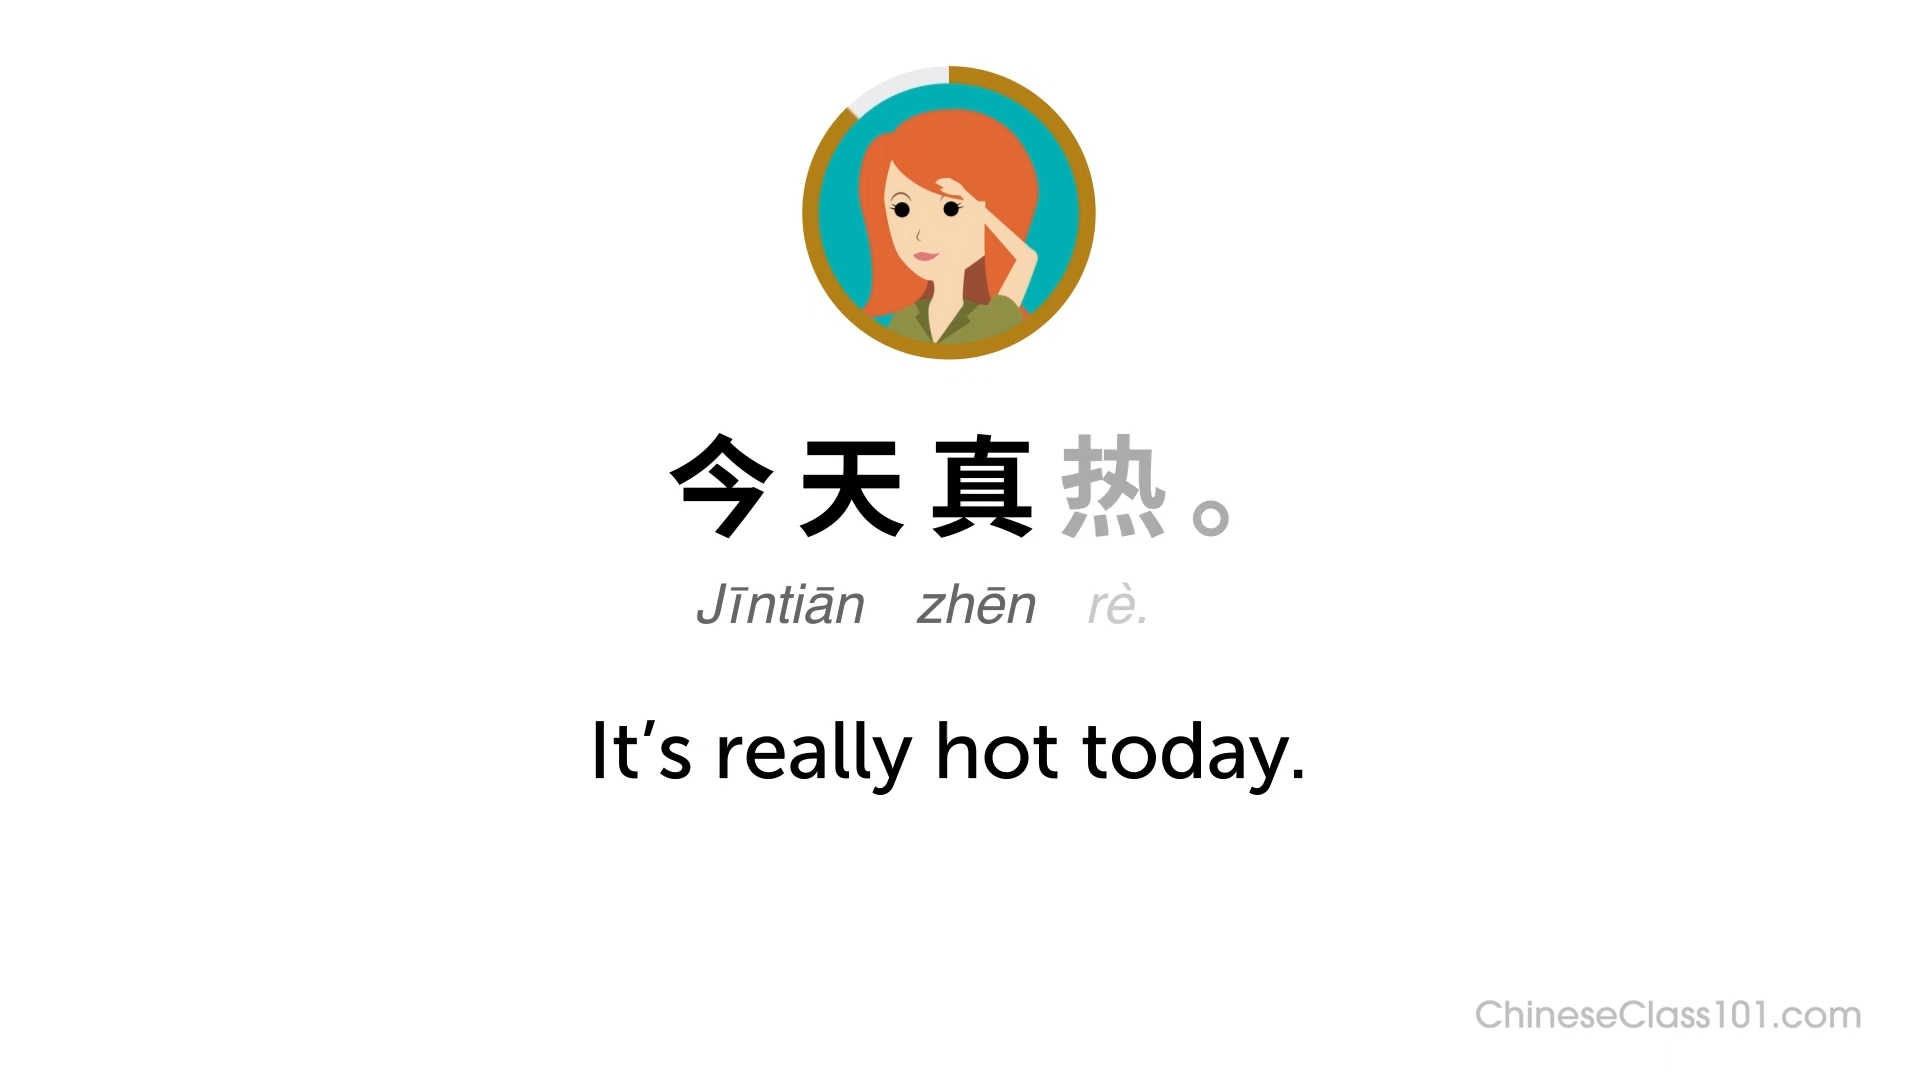 今天真热。
Jīntiān zhēn rè.
It’s really hot today.
ChineseClass101.com